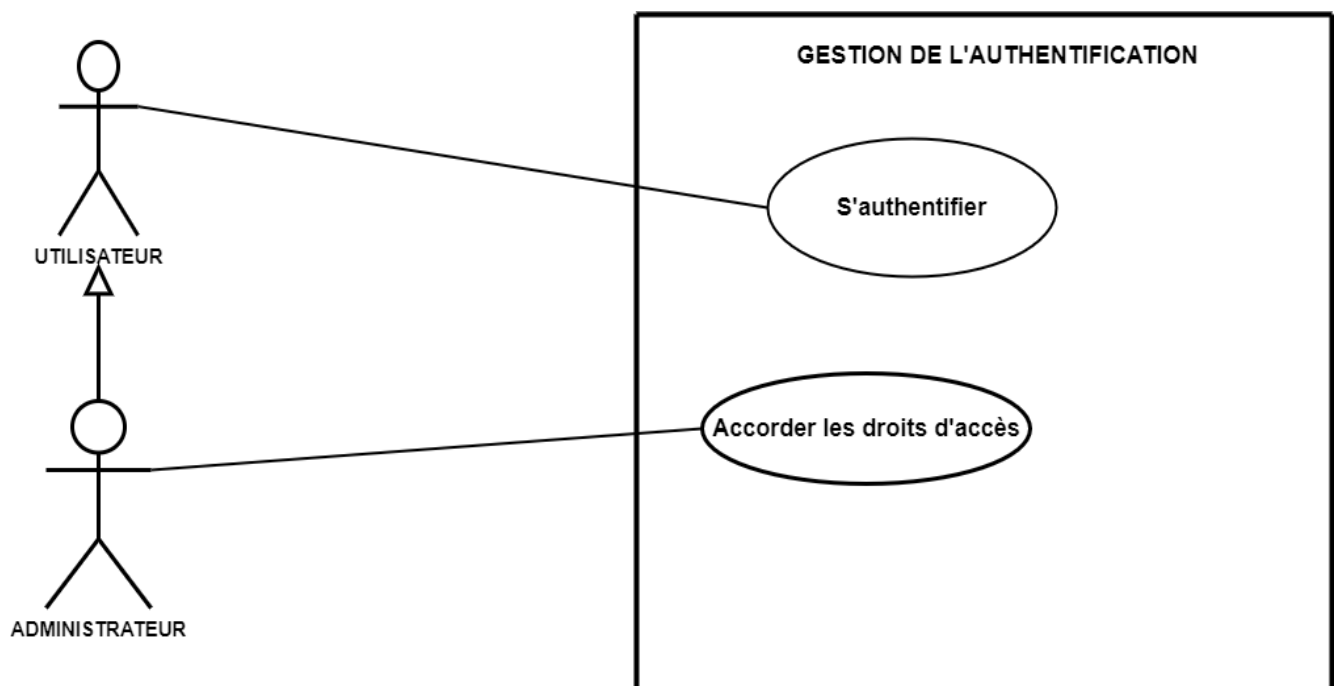 GESTION DE L'AUTHENTIFICATION
S'authentifier
UTILISATEUR
Accorder les droits d'accès
ADMINISTRATEUR